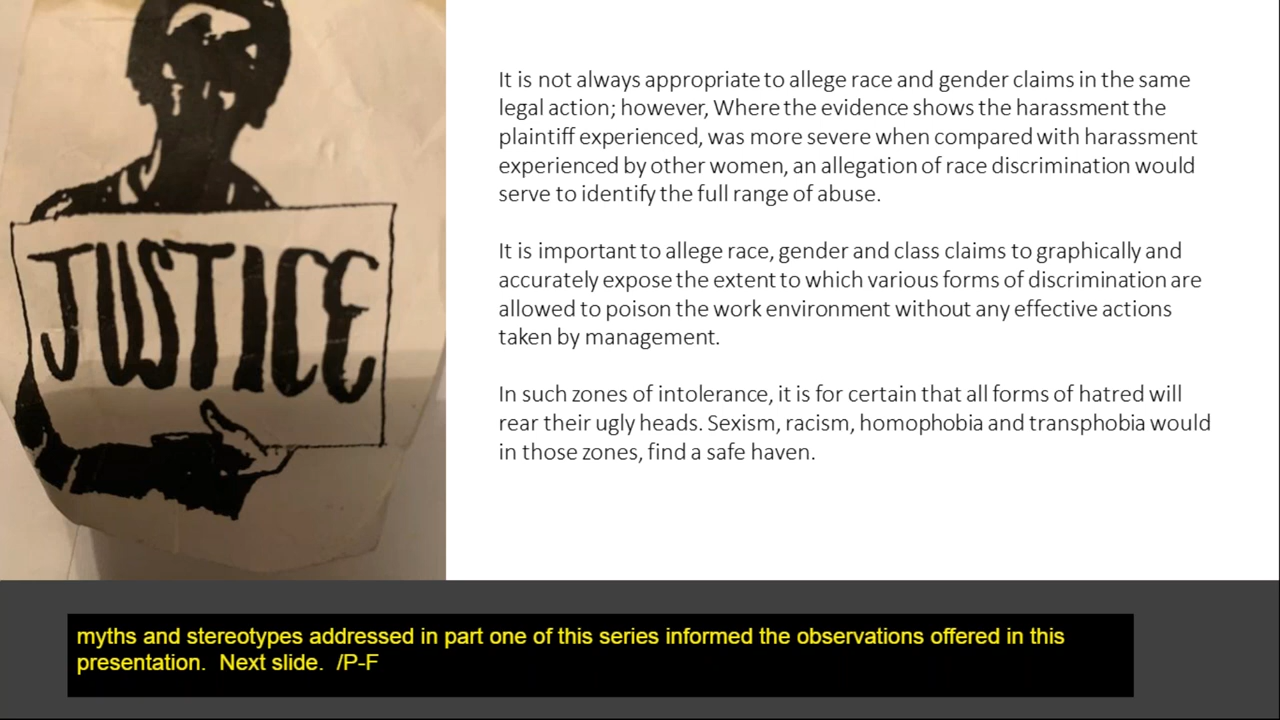 JUSTICE
It is not always appropriate to allege race and gender claims in the same
legal action; however, Where the evidence shows the harassment the
plaintiff experienced, was more severe when compared with harassment
experienced by other women, an allegation of race discrimination would
serve to identify the full range of abuse.
It is important to allege race, gender and class claims to graphically and
accurately expose the extent to which various forms of discrimination are
allowed to poison the work environment without any effective actions
taken by management.
In such zones of intolerance, it is for certain that all forms of hatred will
rear their ugly heads. Sexism, racism, homophobia and transphobia would
in those zones, find a safe haven.
myths and stereotypes addressed in part one of this series informed the observations offered in this
presentation.  Next slide.  /P-F